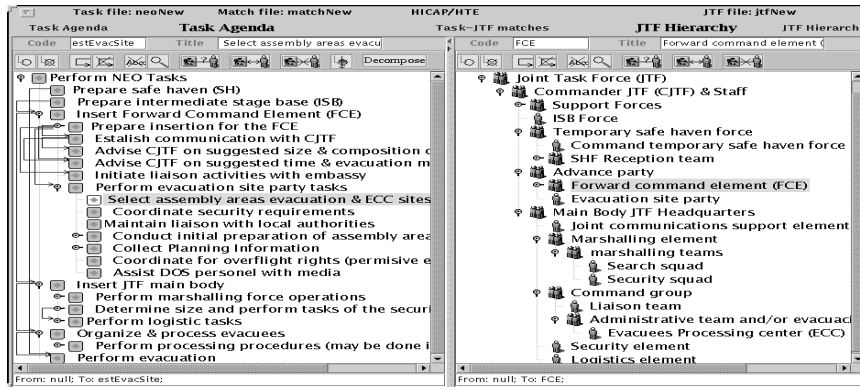 Task file: neoNew Match file: matchNew HICAP/HTE JTF file: jtfNew
Task Agenda Task Agenda Task-JTF matches JTF Hierarchy JTF Hierarch
Code estEvacSite Title Select assembly areas evacu
Code FCE Title Forward command element (
Decompose
Perform NEO Tasks
Prepare safe haven (SH)
Prepare intermediate stage base (ISB)
Insert Forward Command Element (FCE)
Prepare insertion for the FCE
Estalish communication with CJTF
Advise CJTF on suggested size & composition o
Advise CJTF on suggested time & evacuation m
Initiate liaison activities with embassy
Perform evacuation site party tasks
Select assembly areas evacuation & ECC sites
Coordinate security requirements
Maintain liaison with local authorities
Conduct initial preparation of assembly area
Collect Planning Information
Coordinate for overflight rights (permisive e
Assist DOS personel with media
Insert JTF main body
Perform marshalling force operations
Determine size and perform tasks of the securi
Perform logistic tasks
Organize & process evacuees
Perform processing procedures (may be done i
Perform evacuation
From: null; To: estEvacSite;
Joint Task Force (JTF)
Commander JTF (CJTF) & Staff
Support Forces
ISB Force
Temporary safe haven force
Command temporary safe haven force
SHF Reception team
Advance party
Forward command element (FCE)
Evacuation site party
Main Body JTF Headquarters
Joint communications support element
Marshalling element
marshalling teams
Search squad
Security squad
Command group
Liaison team
Administrative team and/or evacuac
Evacuees Processing center (ECC)
Security element
Logistics element
From: null; To: FCE;